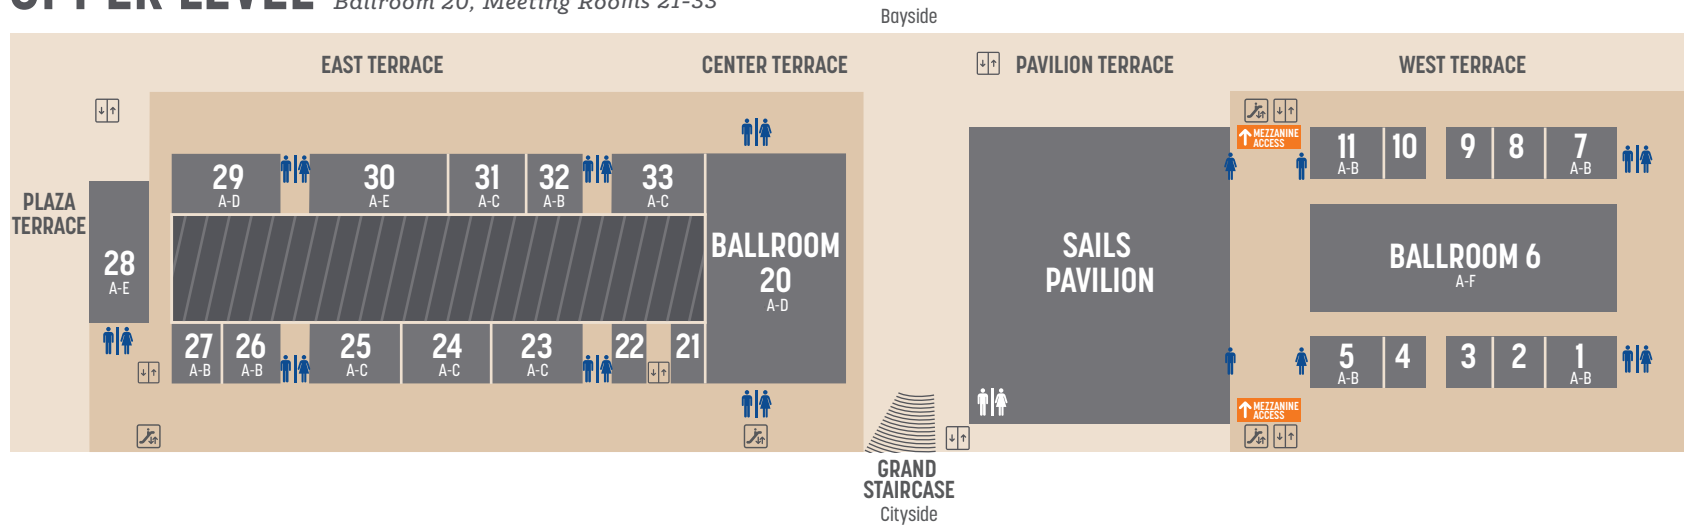 UPPER LEVEL Ballroom 20, Meeting Rooms 21-33
Bayside
EAST TERRACE
CENTER TERRACE
PAVILION TERRACE
WEST TERRACE
PLAZA
TERRACE
28
A-E
29
A-D
30
A-E
31
A-C
32
A-B
33
A-C
BALLROOM
20
A-D
27
A-B
26
A-B
25
A-C
24
A-C
23
A-C
22
21
SAILS
PAVILION
MEZZANINE
ACCESS
11
A-B
10
9
8
7
A-B
BALLROOM 6
A-F
5
A-B
4
3
2
1
A-B
MEZZANINE
ACCESS
GRAND
STAIRCASE
Cityside